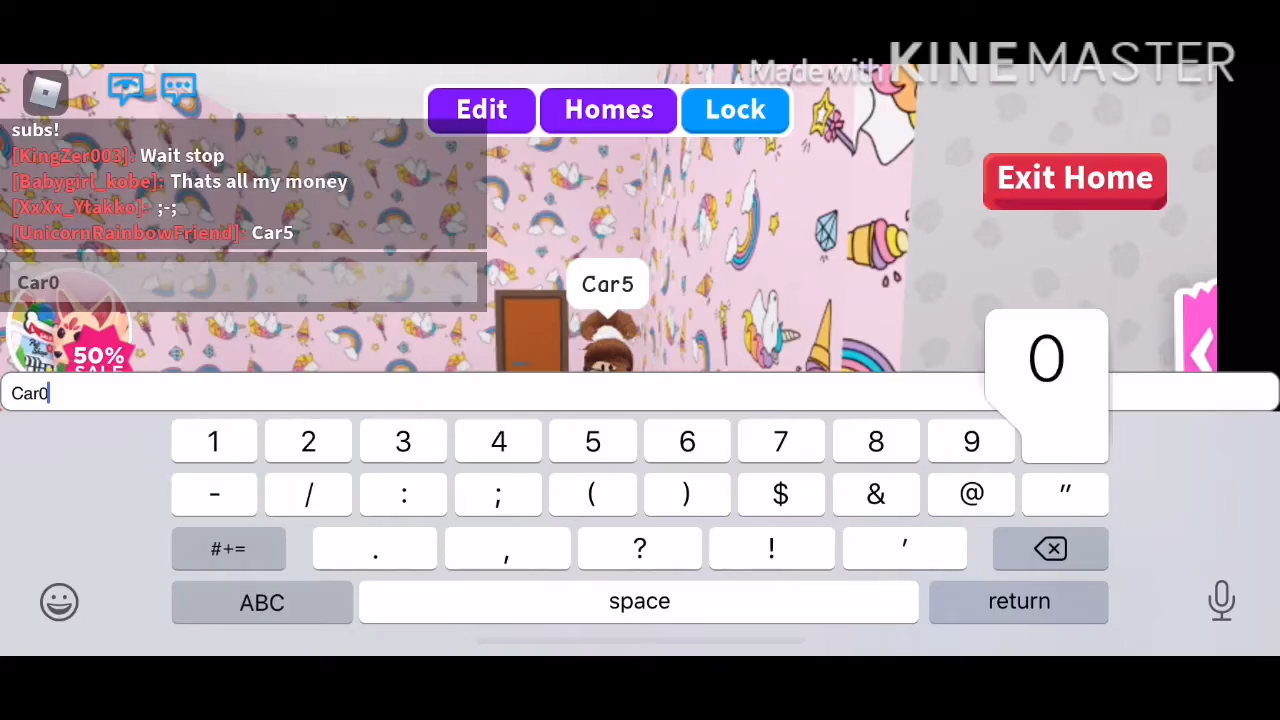 Made with KINEMASTER
Edit Homes Lock
subs!
[KingZer003]: Wait stop
[Babygirl_kobe]: Thats all my money
[XxXx_Ytakko]: ;-;
[UnicornRainbowFriend]: Car5
Exit Home
Car0
Car5
50%
SALE
Car0
0
1 2 3 4 5 6 7 8 9
- / : ; ( ) $ & @ "
#+= . , ? ! '
ABC space return